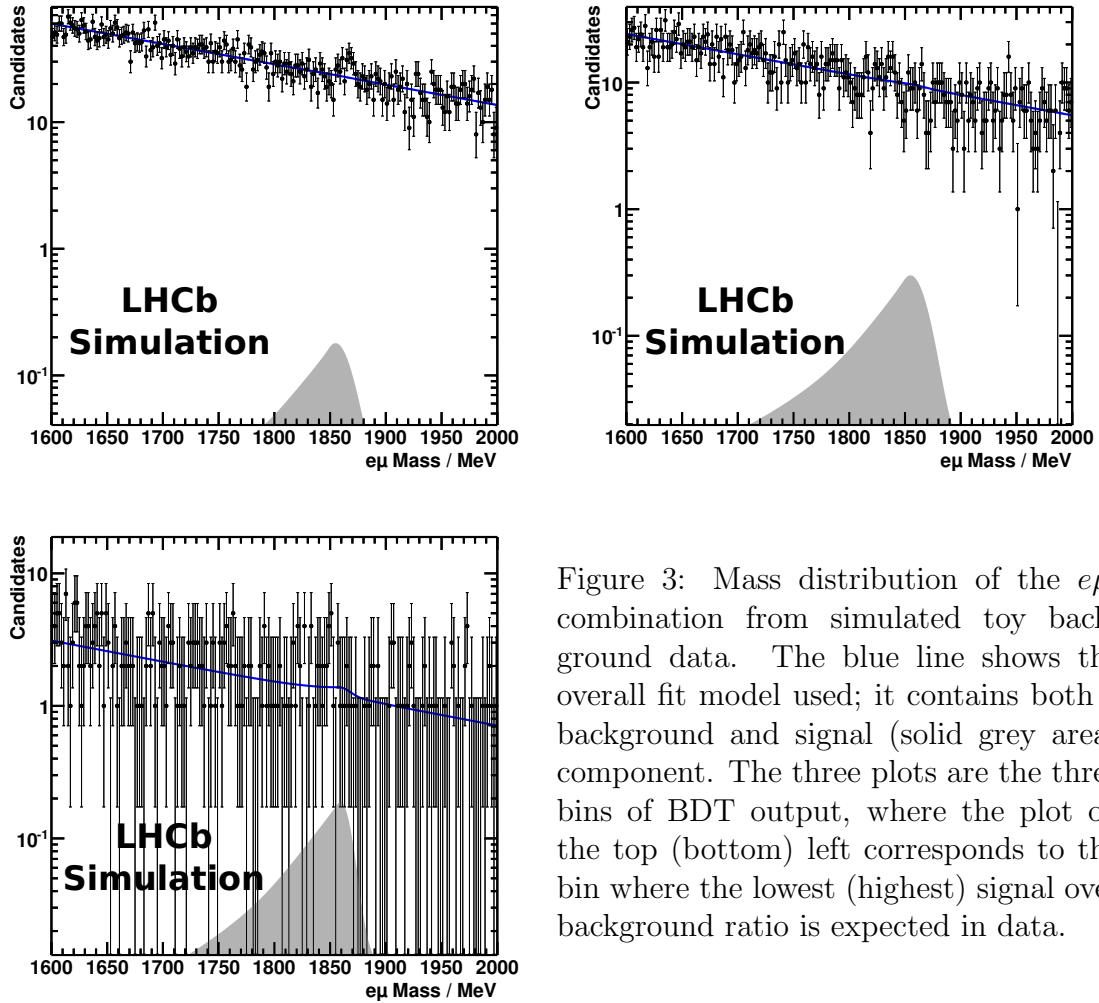 Candidates
10
1
10⁻¹
LHCb
Simulation
1600 1650 1700 1750 1800 1850 1900 1950 2000
eμ Mass / MeV
Candidates
10
1
10⁻¹
LHCb
Simulation
1600 1650 1700 1750 1800 1850 1900 1950 2000
eμ Mass / MeV
Candidates
10
1
10⁻¹
LHCb
Simulation
1600 1650 1700 1750 1800 1850 1900 1950 2000
eμ Mass / MeV
Figure 3: Mass distribution of the eμ
combination from simulated toy back
ground data. The blue line shows th
overall fit model used; it contains both
background and signal (solid grey area
component. The three plots are the thre
bins of BDT output, where the plot o
the top (bottom) left corresponds to th
bin where the lowest (highest) signal ove
background ratio is expected in data.